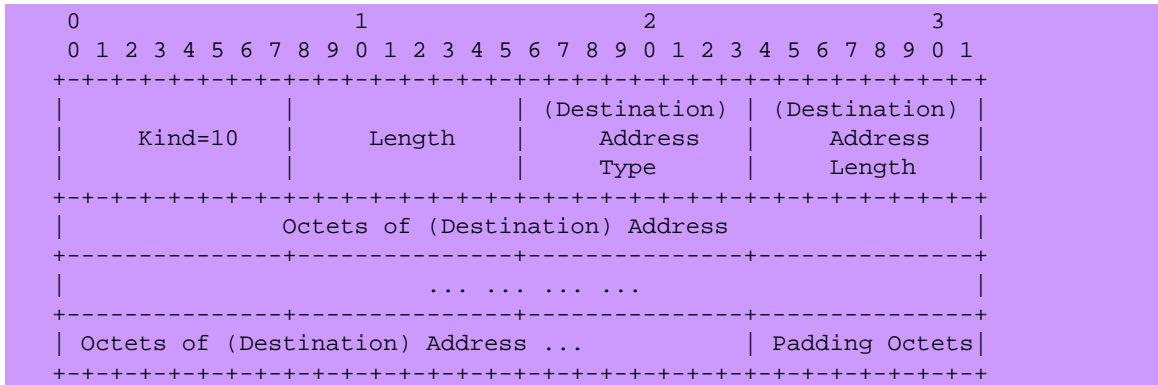 0                   1                   2                   3
 0 1 2 3 4 5 6 7 8 9 0 1 2 3 4 5 6 7 8 9 0 1 2 3 4 5 6 7 8 9 0 1
+-+-+-+-+-+-+-+-+-+-+-+-+-+-+-+-+-+-+-+-+-+-+-+-+-+-+-+-+-+-+-+-+
|               |               | (Destination) | (Destination) |
|     Kind=10   |     Length    |    Address    |    Address    |
|               |               |    Type       |    Length     |
+-+-+-+-+-+-+-+-+-+-+-+-+-+-+-+-+-+-+-+-+-+-+-+-+-+-+-+-+-+-+-+-+
|               Octets of (Destination) Address                 |
+---------------+---------------+---------------+---------------+
|                         ... ... ... ...                       |
+---------------+---------------+---------------+---------------+
| Octets of (Destination) Address ...           | Padding Octets|
+-+-+-+-+-+-+-+-+-+-+-+-+-+-+-+-+-+-+-+-+-+-+-+-+-+-+-+-+-+-+-+-+